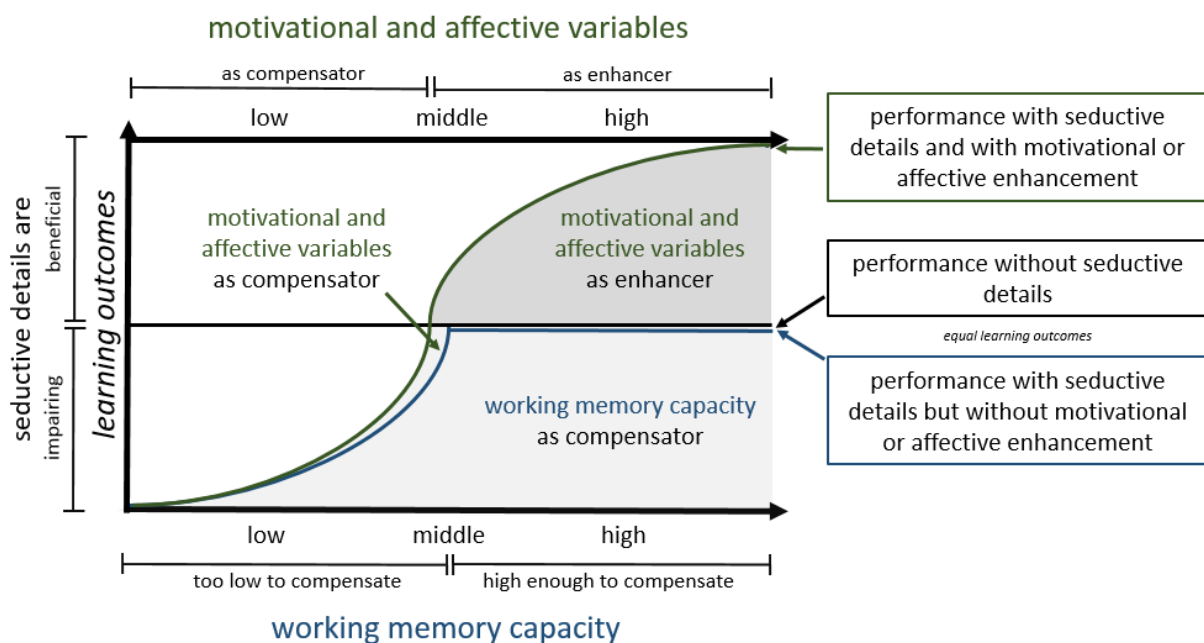 motivational and affective variables
as compensator
as enhancer
low
middle
high
seductive details are
beneficial
impairing
learning outcomes
motivational and
affective variables
as compensator
motivational and
affective variables
as enhancer
working memory capacity
as compensator
performance with seductive
details and with motivational or
affective enhancement
performance without seductive
details
equal learning outcomes
performance with seductive
details but without motivational
or affective enhancement
low
middle
high
too low to compensate
high enough to compensate
working memory capacity